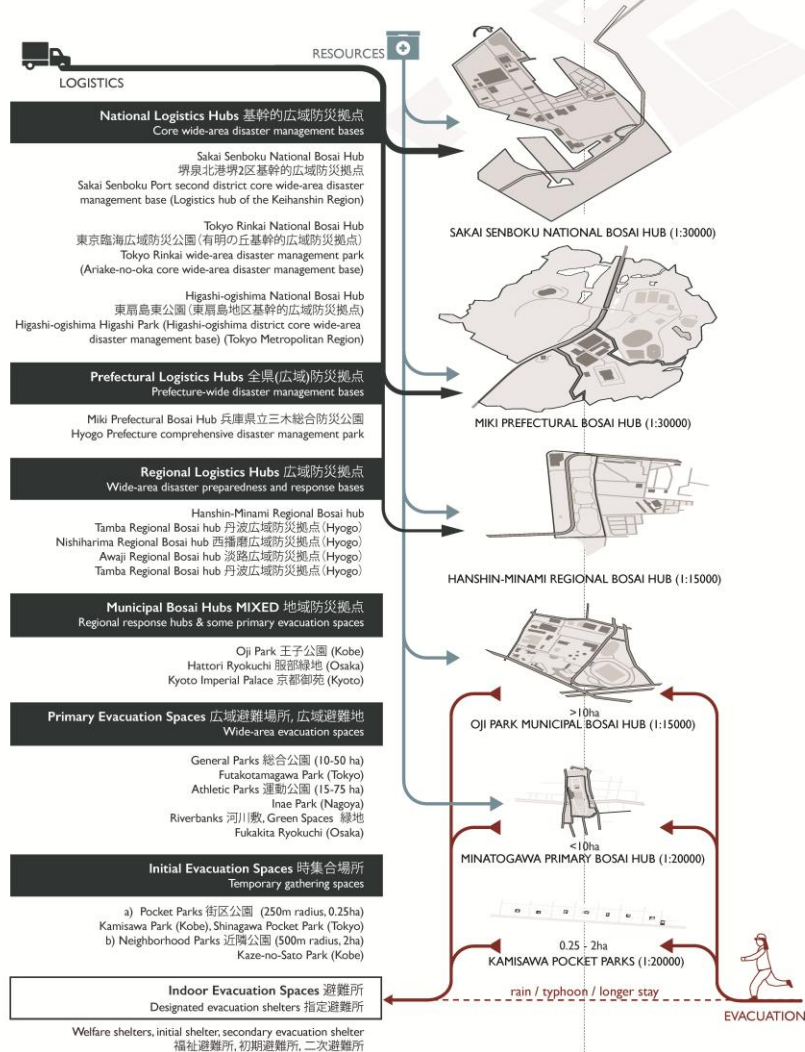 LOGISTICS
RESOURCES
National Logistics Hubs 基幹的広域防災拠点
Core wide-area disaster management bases
Sakai Senboku National Bosai Hub
堺泉北港堺2区基幹的広域防災拠点
Sakai Senboku Port second district core wide-area disaster
management base (Logistics hub of the Keihanshin Region)
Tokyo Rinkai National Bosai Hub
東京臨海広域防災公園(有明の丘基幹的広域防災拠点)
Tokyo Rinkai wide-area disaster management park
(Ariake-no-oka core wide-area disaster management base)
Higashi-ogishima National Bosai Hub
東扇島東公園(東扇島地区基幹的広域防災拠点)
Higashi-ogishima Higashi Park (Higashi-ogishima district core wide-area
disaster management base) (Tokyo Metropolitan Region)
Prefectural Logistics Hubs 全県(広域)防災拠点
Prefecture-wide disaster management bases
Miki Prefectural Bosai Hub 兵庫県立三木総合防災公園
Hyogo Prefecture comprehensive disaster management park
Regional Logistics Hubs 広域防災拠点
Wide-area disaster preparedness and response bases
Hanshin-Minami Regional Bosai hub
Tamba Regional Bosai hub 丹波広域防災拠点(Hyogo)
Nishiharima Regional Bosai hub 西播磨広域防災拠点(Hyogo)
Awaji Regional Bosai hub 淡路広域防災拠点(Hyogo)
Tamba Regional Bosai hub 丹波広域防災拠点(Hyogo)
Municipal Bosai Hubs MIXED 地域防災拠点
Regional response hubs & some primary evacuation spaces
Oji Park 王子公園 (Kobe)
Hattori Ryokuchi 服部緑地 (Osaka)
Kyoto Imperial Palace 京都御苑 (Kyoto)
Primary Evacuation Spaces 広域避難場所, 広域避難地
Wide-area evacuation spaces
General Parks 総合公園 (10-50 ha)
Futakotamagawa Park (Tokyo)
Athletic Parks 運動公園 (15-75 ha)
Inae Park (Nagoya)
Riverbanks 河川敷, Green Spaces 緑地
Fukakita Ryokuchi (Osaka)
Initial Evacuation Spaces 時集合場所
Temporary gathering spaces
a) Pocket Parks 街区公園 (250m radius, 0.25ha)
Kamisawa Park (Kobe), Shinagawa Pocket Park (Tokyo)
b) Neighborhood Parks 近隣公園 (500m radius, 2ha)
Kaze-no-Sato Park (Kobe)
Indoor Evacuation Spaces 避難所
Designated evacuation shelters 指定避難所
Welfare shelters, initial shelter, secondary evacuation shelter
福祉避難所, 初期避難所, 二次避難所
SAKAI SENBOKU NATIONAL BOSAI HUB (1:30000)
MIKI PREFECTURAL BOSAI HUB (1:30000)
HANSHIN-MINAMI REGIONAL BOSAI HUB (1:15000)
>10ha
OJI PARK MUNICIPAL BOSAI HUB (1:15000)
<10ha
MINATOGAWA PRIMARY BOSAI HUB (1:20000)
0.25 - 2ha
KAMISAWA POCKET PARKS (1:20000)
rain / typhoon / longer stay
EVACUATION